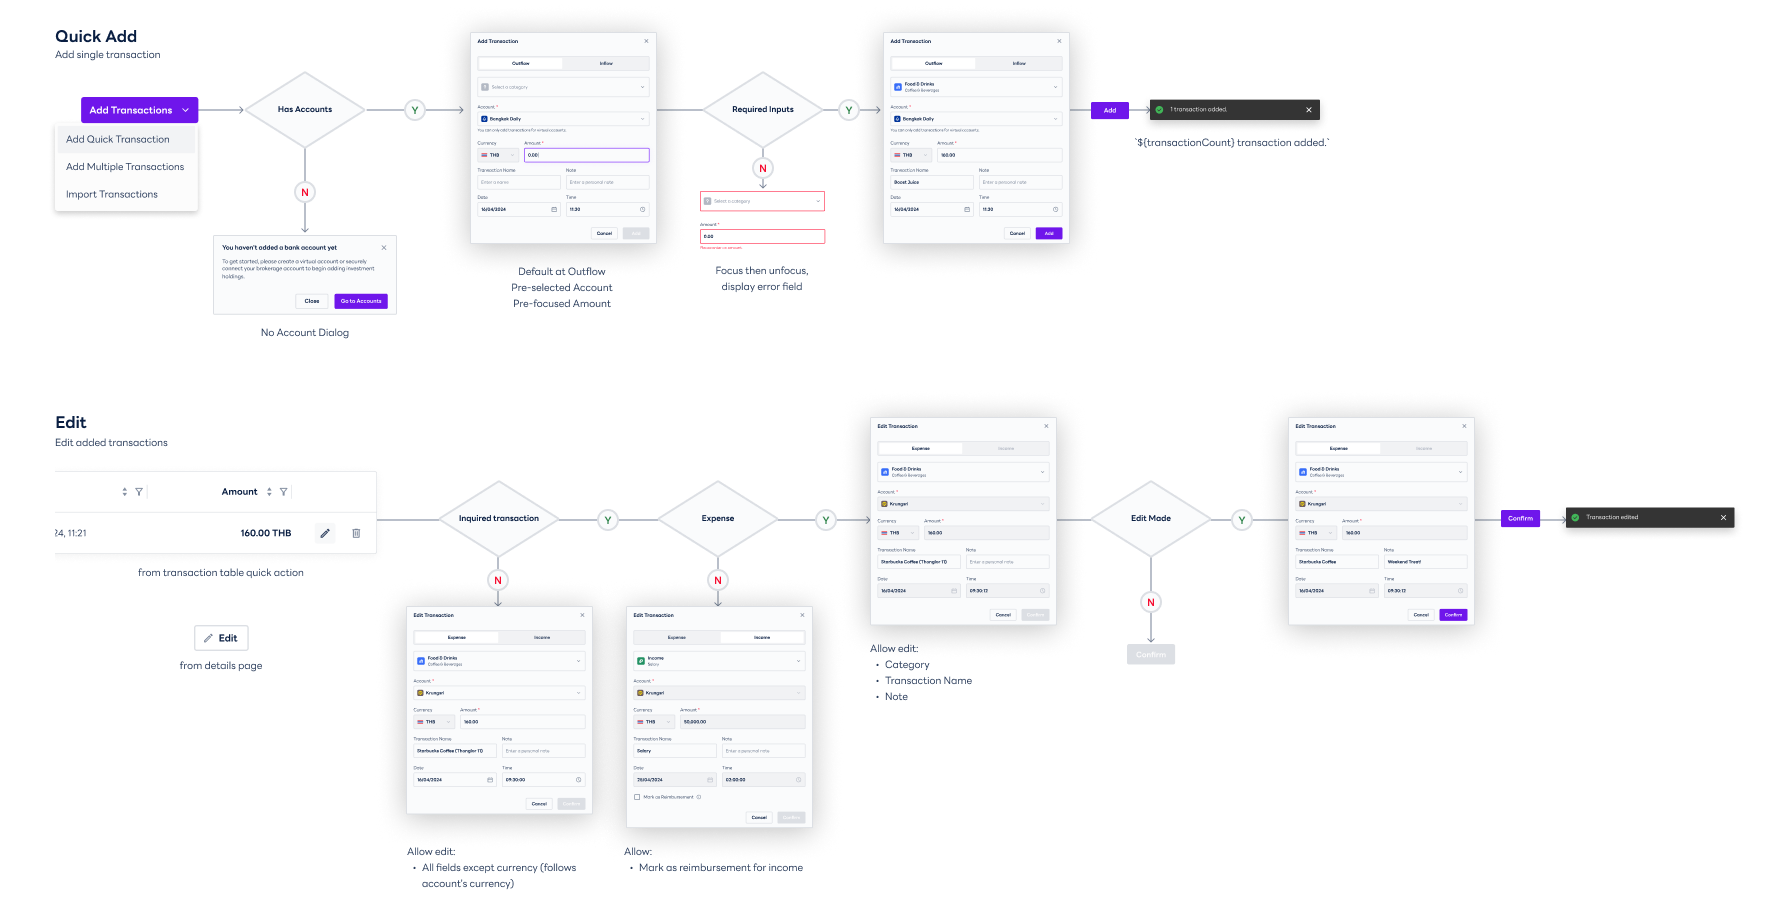 Quick Add
Add single transaction
Add Transactions
Add Quick Transaction
Add Multiple Transactions
Import Transactions
Has Accounts
Y
N
You haven't added a bank account yet
To get started, please create a virtual account or securely
connect your brokerage account to begin adding investment
holdings.
Close
Go to Accounts
No Account Dialog
Add Transaction
Outflow
Inflow
Select a category
Account *
Bangkok Daily
You can only add transactions for virtual accounts.
Currency
Amount *
THB
0.00
Transaction Name
Note
Enter a name
Enter a personal note
Date
Time
16/04/2024
11:30
Cancel
Add
Default at Outflow
Pre-selected Account
Pre-focused Amount
Required Inputs
Y
N
Select a category
Amount *
0.00
Focus then unfocus,
display error field
Add Transaction
Outflow
Inflow
Food & Drinks
Coffee & Beverages
Account *
Bangkok Daily
You can only add transactions for virtual accounts.
Currency
Amount *
THB
160.00
Transaction Name
Note
Boost Juice
Enter a personal note
Date
Time
16/04/2024
11:30
Cancel
Add
Add
1 transaction added.
`${transactionCount} transaction added.`
Edit
Edit added transactions
Amount
24, 11:21
160.00 THB
from transaction table quick action
Edit
from details page
Inquired transaction
Y
N
Edit Transaction
Expense
Income
Food & Drinks
Coffee & Beverages
Account *
Krungsri
Currency
Amount *
THB
160.00
Transaction Name
Note
Starbucks Coffee (Thonglor 11)
Enter a personal note
Date
Time
16/04/2024
09:30:00
Cancel
Confirm
Allow edit:
• All fields except currency (follows
account's currency)
Expense
Y
N
Edit Transaction
Expense
Income
Income
Salary
Account *
Krungsri
Currency
Amount *
THB
50,000.00
Transaction Name
Note
Salary
Enter a personal note
Date
Time
25/04/2024
02:00:00
Mark as Reimbursement
Cancel
Confirm
Allow:
• Mark as reimbursement for income
Edit Transaction
Expense
Income
Food & Drinks
Coffee & Beverages
Account *
Krungsri
Currency
Amount *
THB
160.00
Transaction Name
Note
Starbucks Coffee (Thonglor 11)
Enter a personal note
Date
Time
16/04/2024
09:30:12
Cancel
Confirm
Allow edit:
• Category
• Transaction Name
• Note
Edit Made
Y
N
Confirm
Edit Transaction
Expense
Income
Food & Drinks
Coffee & Beverages
Account *
Krungsri
Currency
Amount *
THB
160.00
Transaction Name
Note
Starbucks Coffee
Weekend Treat!
Date
Time
16/04/2024
09:30:12
Cancel
Confirm
Confirm
Transaction edited